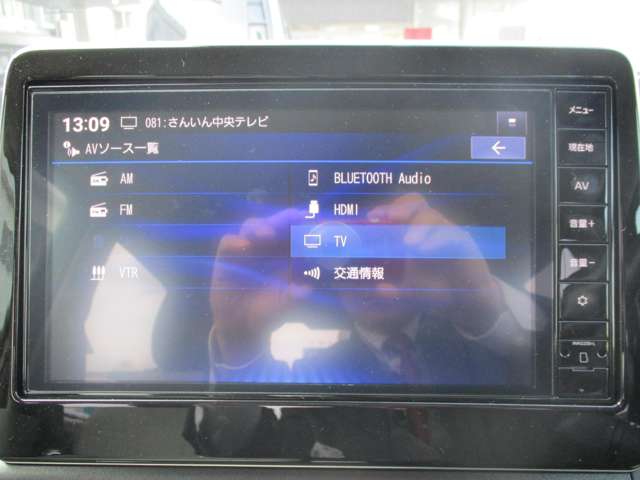 13:09 081:さんいん中央テレビ
AVソース一覧
AM
BLUETOOTH Audio
FM
HDMI
TV
VTR
交通情報
メニュー
現在地
AV
音量+
音量-